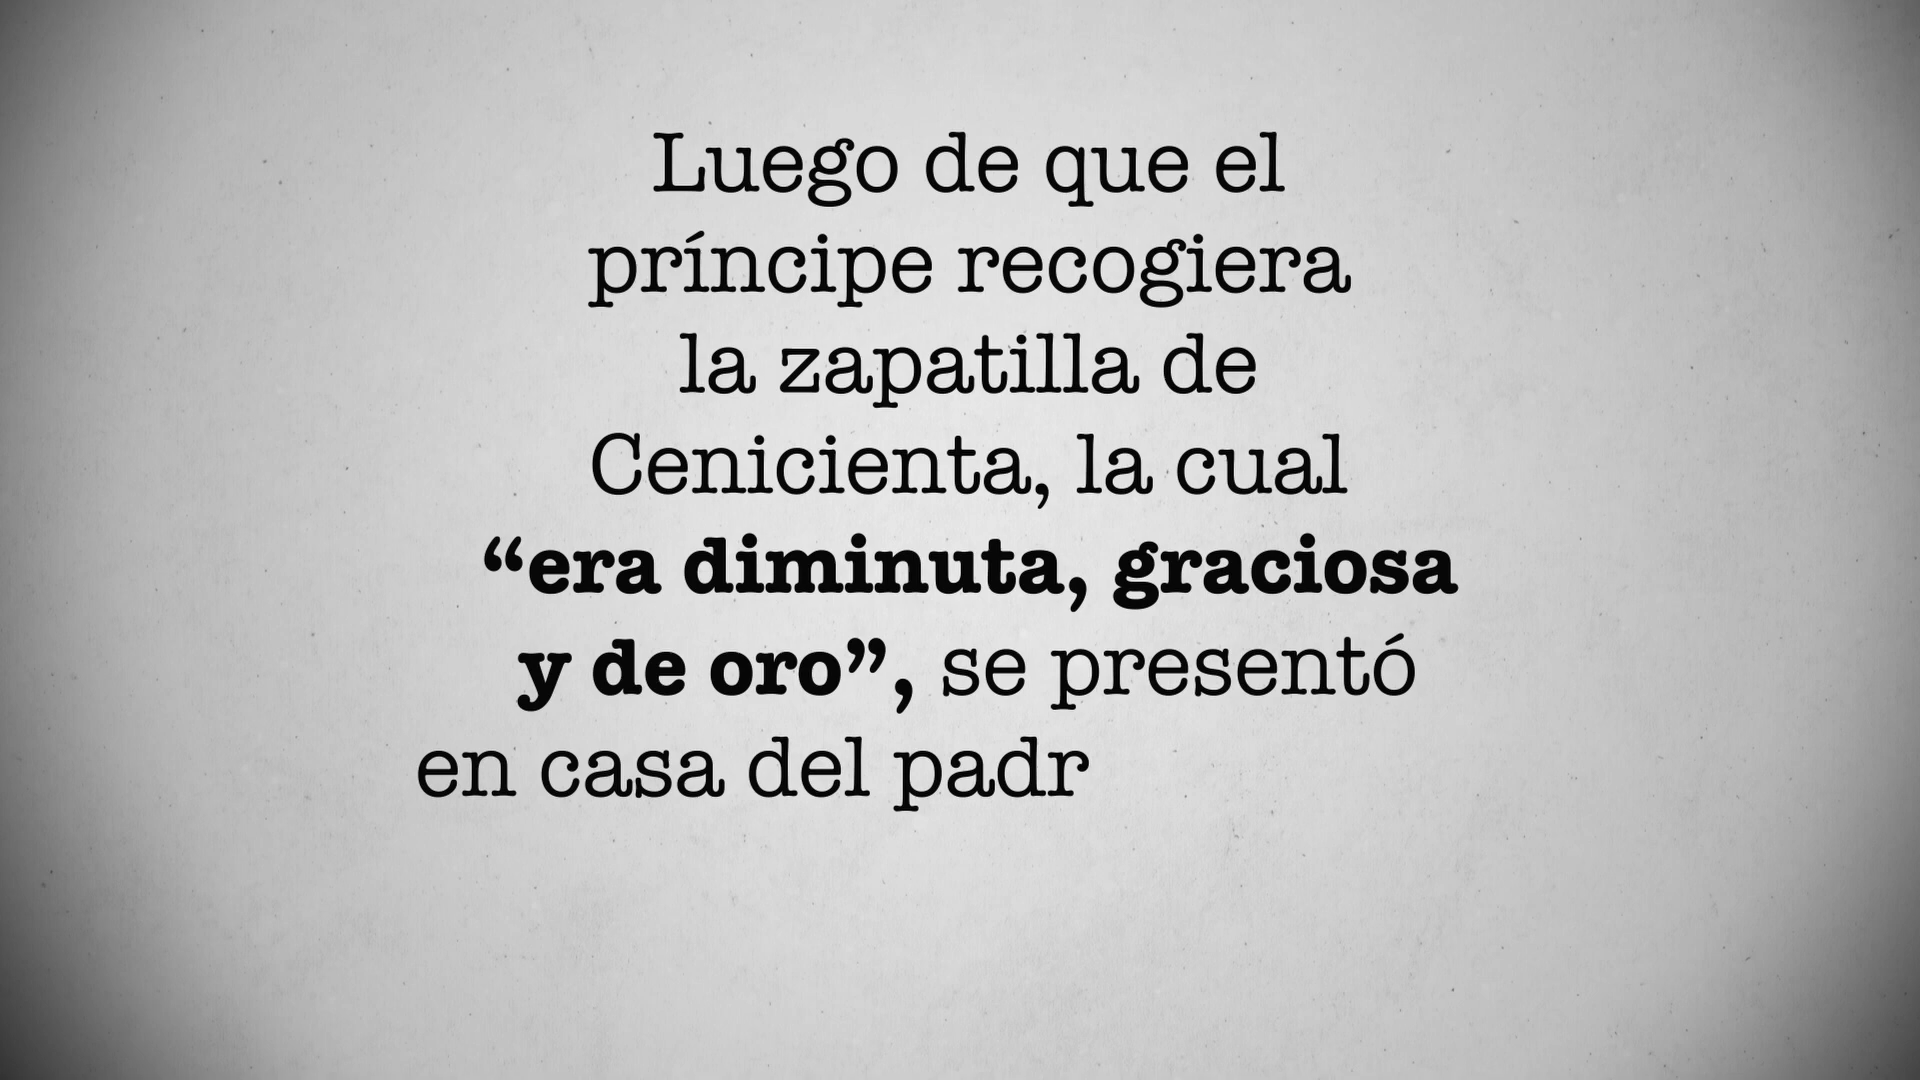 Luego de que el
príncipe recogiera
la zapatilla de
Cenicienta, la cual
“era diminuta, graciosa
y de oro”, se presentó
en casa del padr